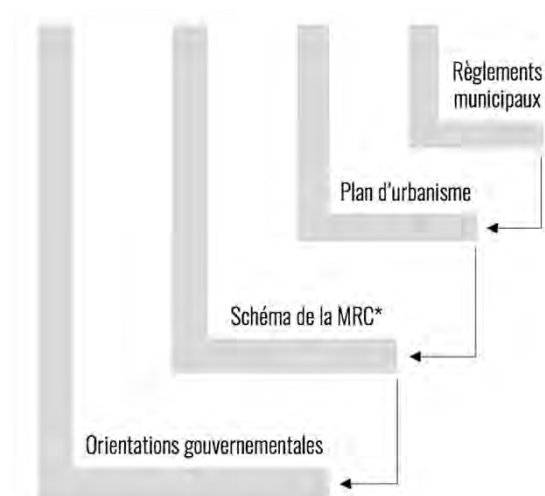 Règlements
municipaux
Plan d'urbanisme
Schéma de la MRC*
Orientations gouvernementales